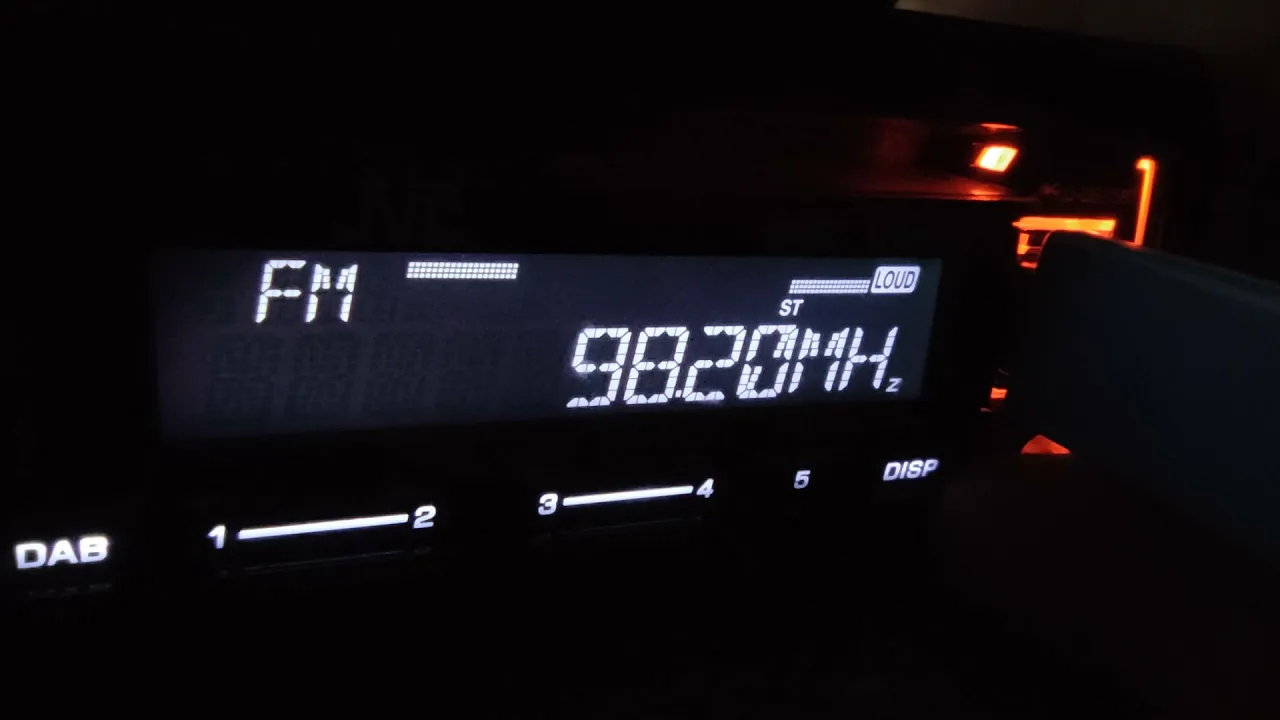 FM
LOUD
ST
98.20MHz
DAB 1 2 3 4 5 DISP